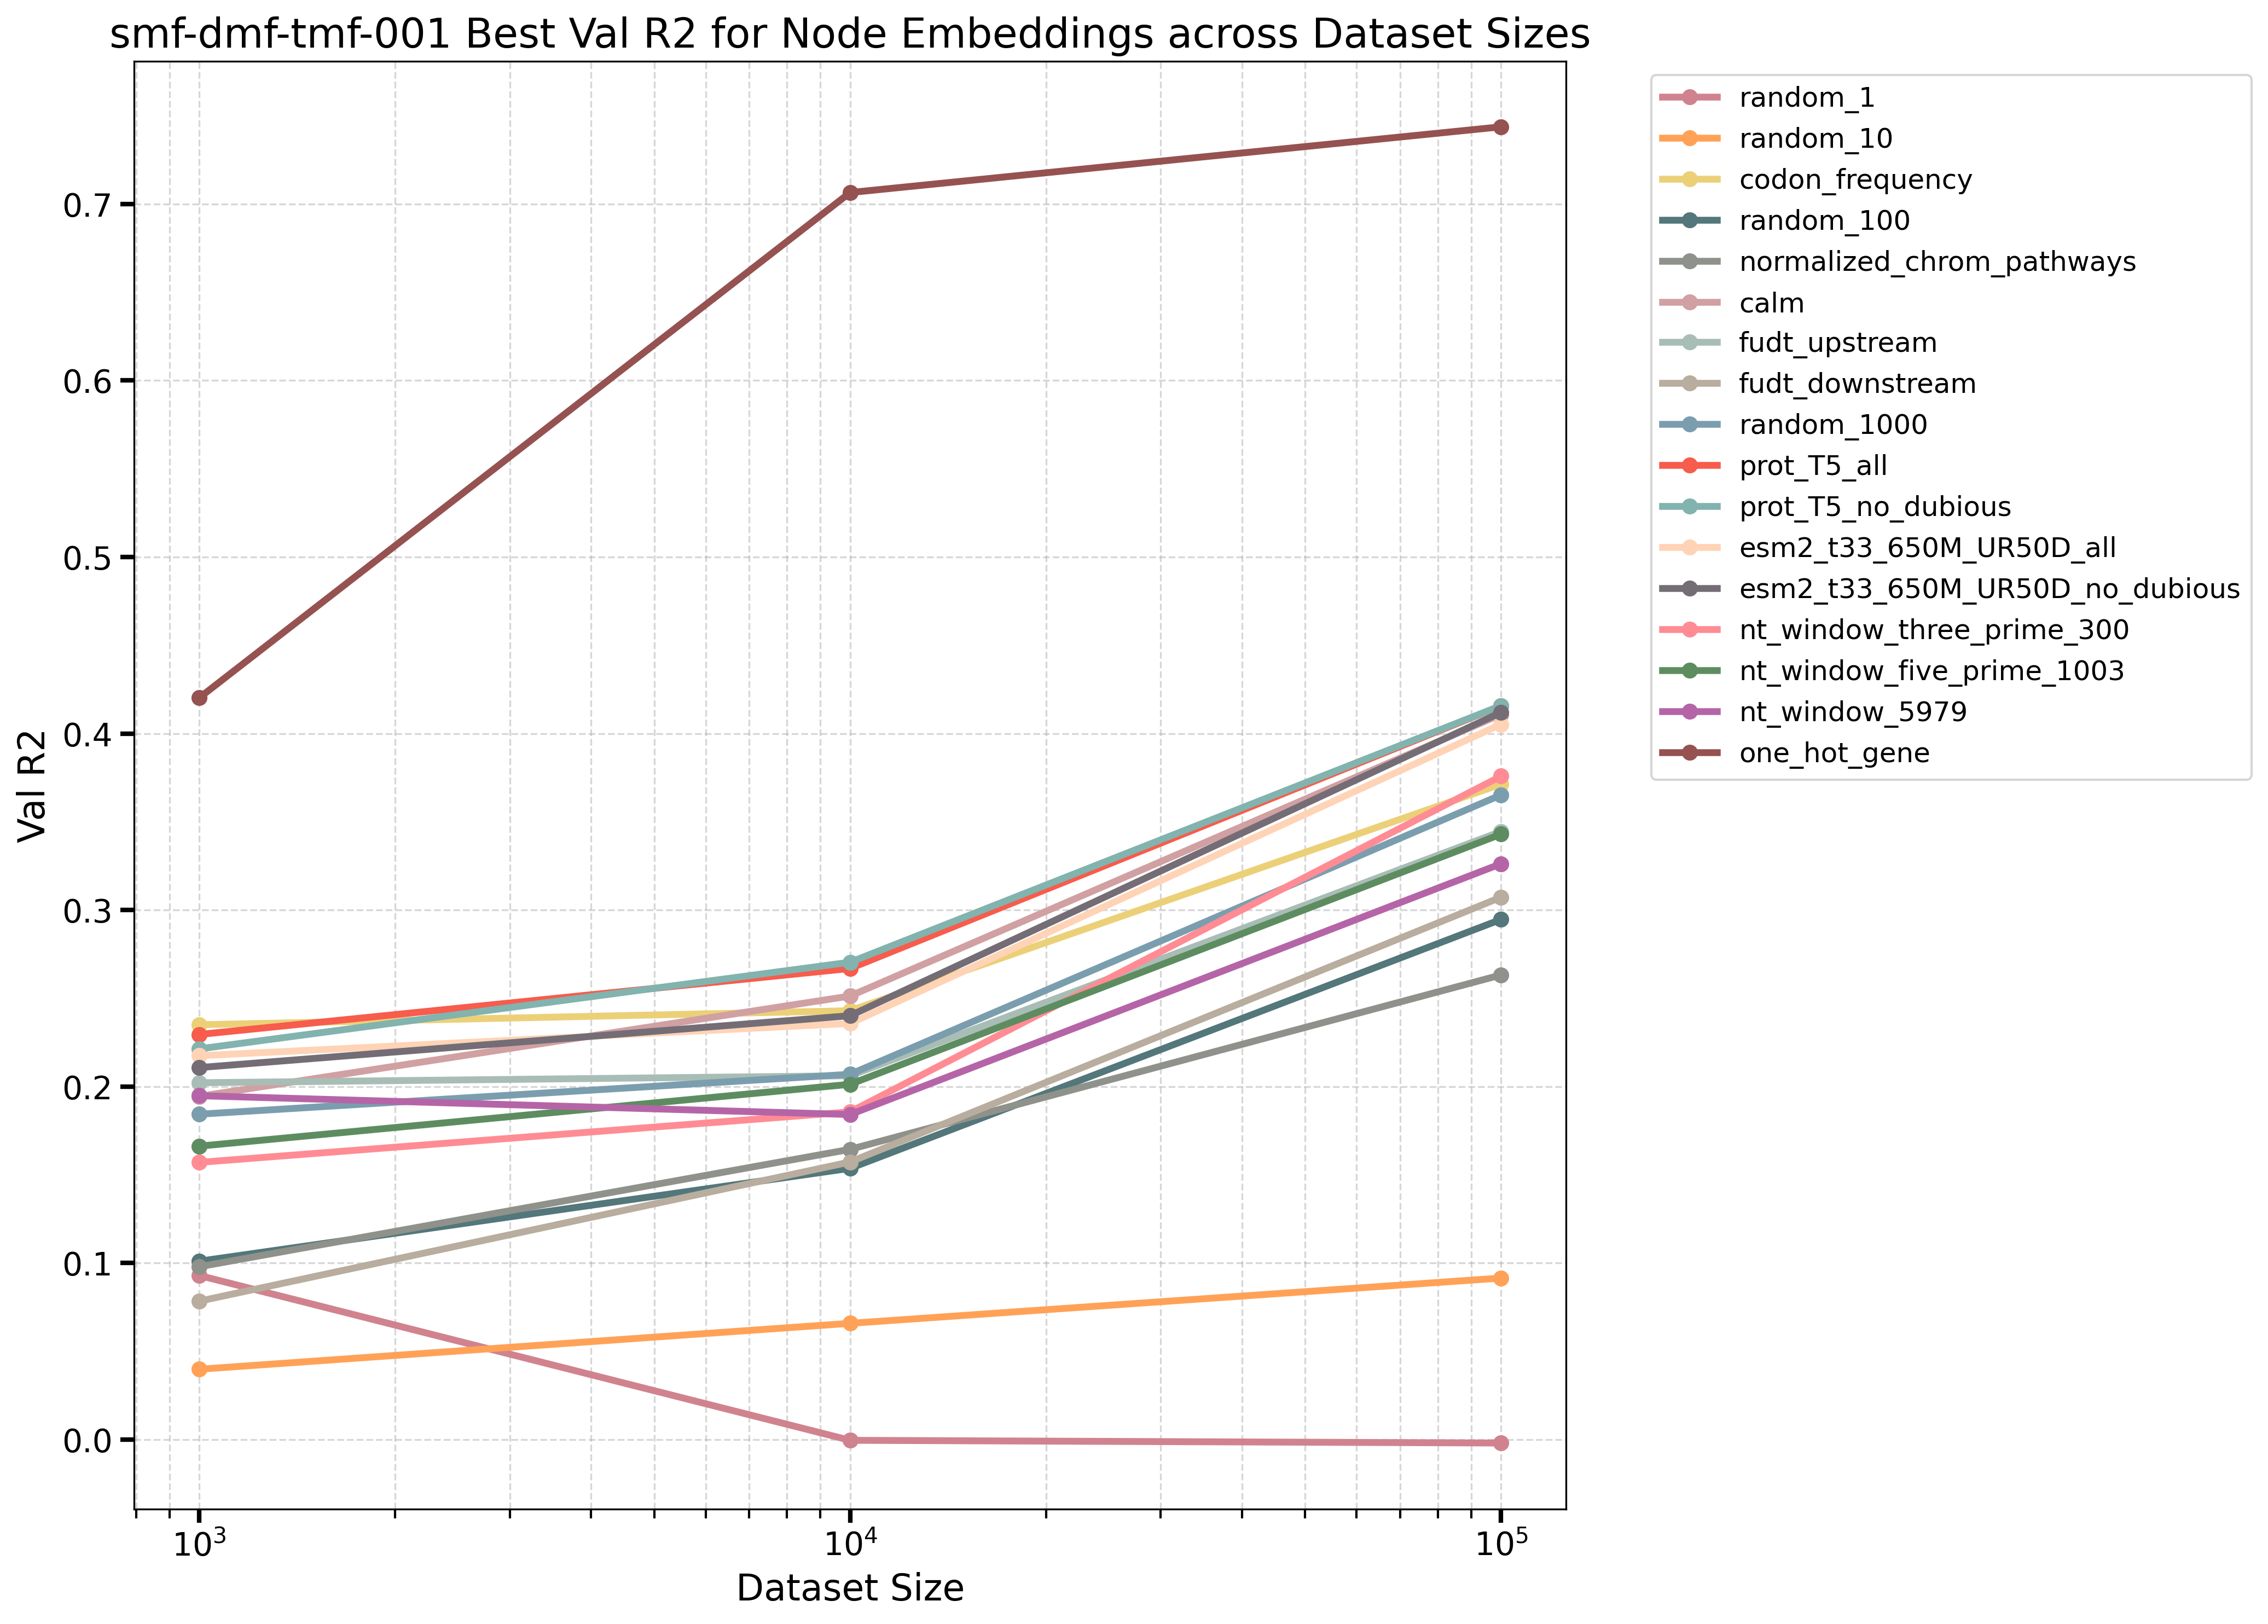 smf-dmf-tmf-001 Best Val R2 for Node Embeddings across Dataset Sizes
random_1
random_10
codon_frequency
random_100
normalized_chrom_pathways
calm
fudt_upstream
fudt_downstream
random_1000
prot_T5_all
prot_T5_no_dubious
esm2_t33_650M_UR50D_all
esm2_t33_650M_UR50D_no_dubious
nt_window_three_prime_300
nt_window_five_prime_1003
nt_window_5979
one_hot_gene
Val R2
0.7
0.6
0.5
0.4
0.3
0.2
0.1
0.0
10³ 10⁴ 10⁵
Dataset Size